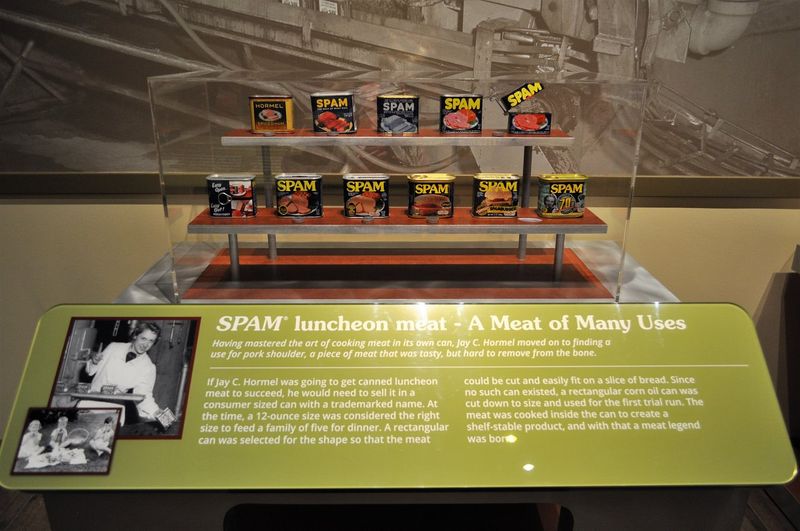 HORMEL
SPAM
SPAM
SPAM
SPAM
SPAM
SPAM
SPAM
SPAM
SPAM
SPAM® luncheon meat - A Meat of Many Uses
Having mastered the art of cooking meat in its own can, Jay C. Hormel moved on to finding a
use for pork shoulder, a piece of meat that was tasty, but hard to remove from the bone.
If Jay C. Hormel was going to get canned luncheon
meat to succeed, he would need to sell it in a
consumer sized can with a trademarked name. At
the time, a 12-ounce size was considered the right
size to feed a family of five for dinner. A rectangular
can was selected for the shape so that the meat
could be cut and easily fit on a slice of bread. Since
no such can existed, a rectangular corn oil can was
cut down to size and used for the first trial run. The
meat was cooked inside the can to create a
shelf-stable product, and with that a meat legend
was born